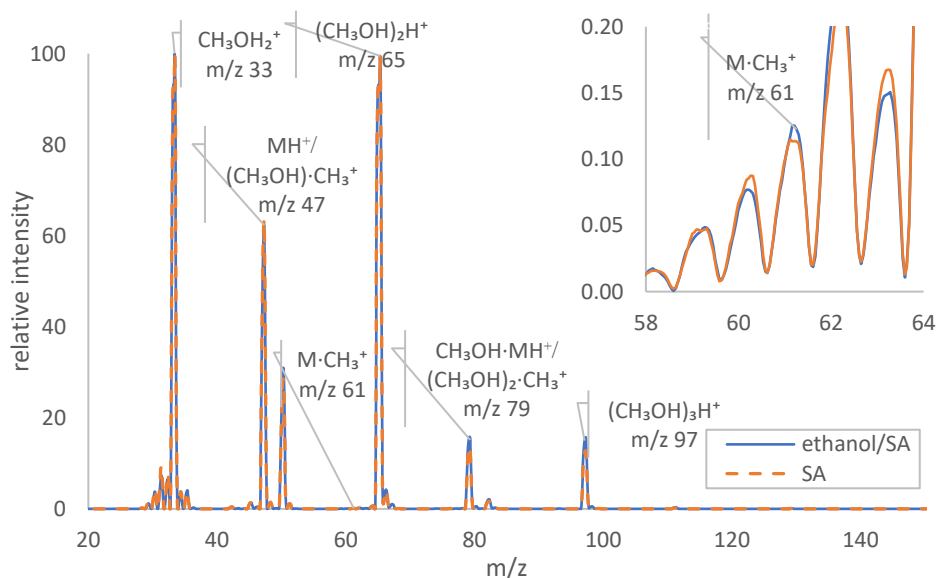 CH₃OH₂⁺
m/z 33
(CH₃OH)₂H⁺
m/z 65
MH⁺/
(CH₃OH)·CH₃⁺
m/z 47
M·CH₃⁺
m/z 61
CH₃OH·MH⁺/
(CH₃OH)₂·CH₃⁺
m/z 79
(CH₃OH)₃H⁺
m/z 97
ethanol/SA
SA
relative intensity
100
80
60
40
20
0
20 40 60 80 100 120 140
m/z
M·CH₃⁺
m/z 61
0.20
0.15
0.10
0.05
0.00
58 60 62 64